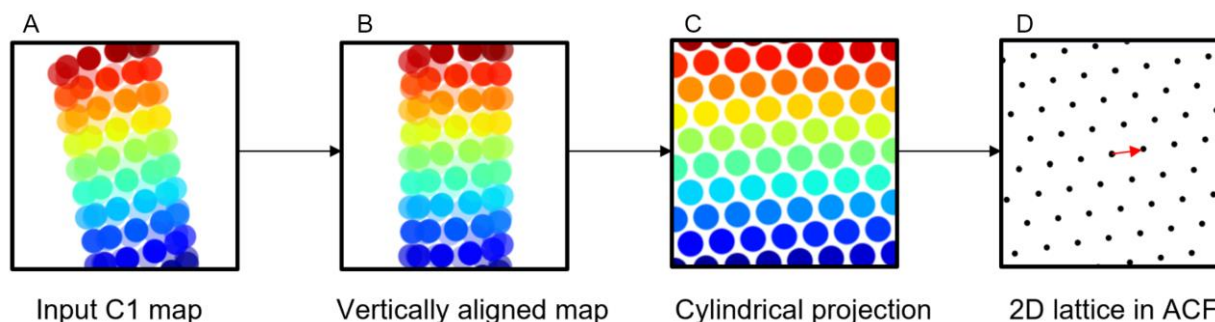 A
B
C
D
Input C1 map
Vertically aligned map
Cylindrical projection
2D lattice in ACF